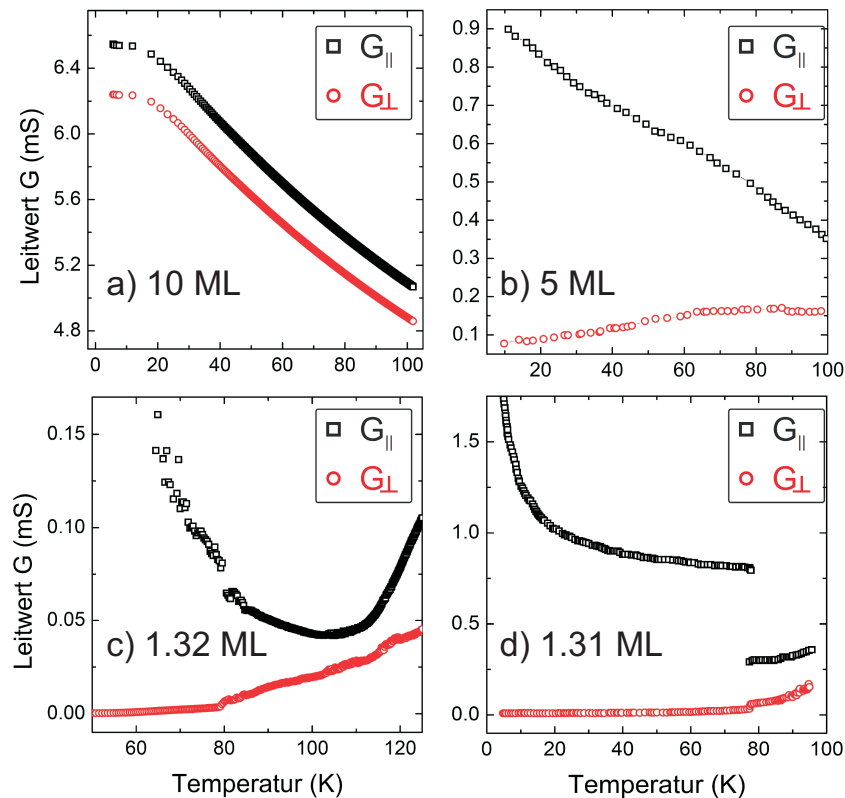 G||
G⊥
a) 10 ML
Leitwert G (mS)
6.4
6.0
5.6
5.2
4.8
0 20 40 60 80 100
G||
G⊥
b) 5 ML
0.9
0.8
0.7
0.6
0.5
0.4
0.3
0.2
0.1
20 40 60 80 100
G||
G⊥
c) 1.32 ML
Leitwert G (mS)
0.15
0.10
0.05
0.00
60 80 100 120
Temperatur (K)
G||
G⊥
d) 1.31 ML
1.5
1.0
0.5
0.0
0 20 40 60 80 100
Temperatur (K)